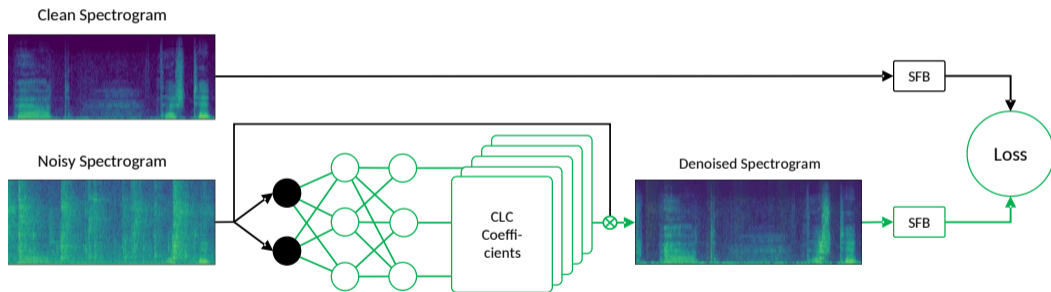 Clean Spectrogram
SFB
Loss
Noisy Spectrogram
CLC
Coeffi-
cients
Denoised Spectrogram
SFB